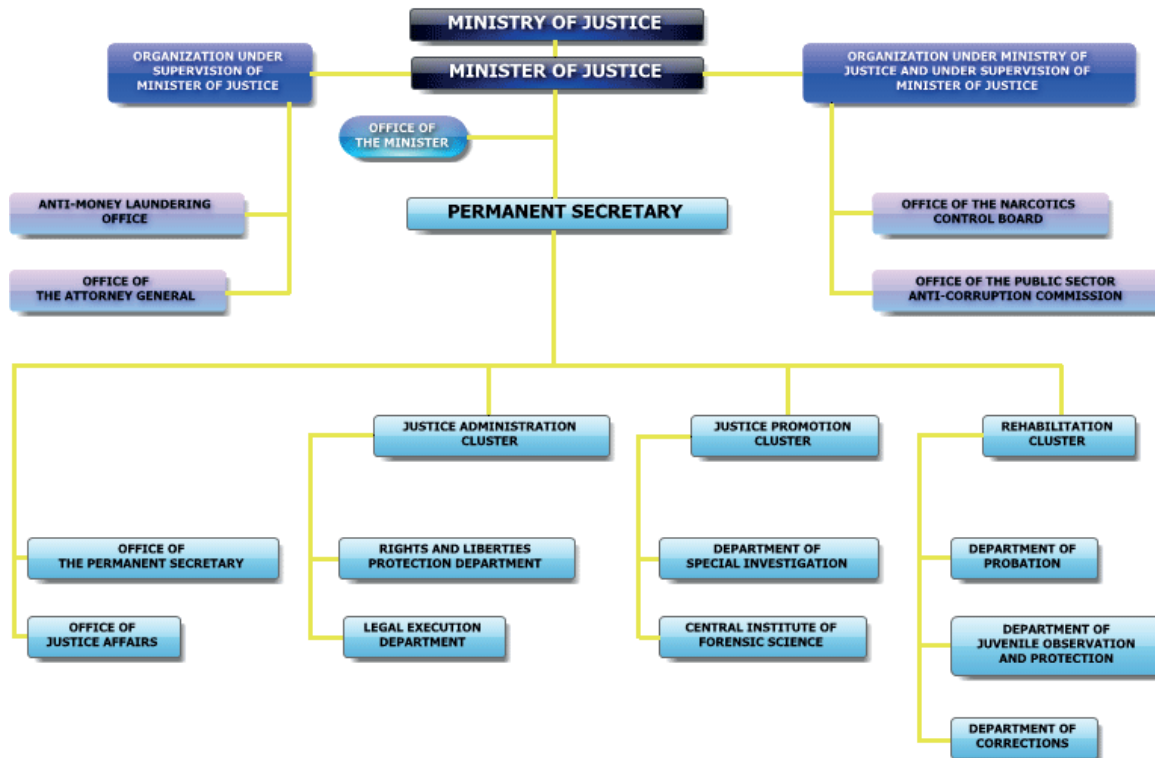 MINISTRY OF JUSTICE
MINISTER OF JUSTICE
ORGANIZATION UNDER
SUPERVISION OF
MINISTER OF JUSTICE
ORGANIZATION UNDER MINISTRY OF
JUSTICE AND UNDER SUPERVISION OF
MINISTER OF JUSTICE
OFFICE OF
THE MINISTER
ANTI-MONEY LAUNDERING
OFFICE
PERMANENT SECRETARY
OFFICE OF THE NARCOTICS
CONTROL BOARD
OFFICE OF
THE ATTORNEY GENERAL
OFFICE OF THE PUBLIC SECTOR
ANTI-CORRUPTION COMMISSION
JUSTICE ADMINISTRATION
CLUSTER
JUSTICE PROMOTION
CLUSTER
REHABILITATION
CLUSTER
OFFICE OF
THE PERMANENT SECRETARY
RIGHTS AND LIBERTIES
PROTECTION DEPARTMENT
DEPARTMENT OF
SPECIAL INVESTIGATION
DEPARTMENT OF
PROBATION
OFFICE OF
JUSTICE AFFAIRS
LEGAL EXECUTION
DEPARTMENT
CENTRAL INSTITUTE OF
FORENSIC SCIENCE
DEPARTMENT OF
JUVENILE OBSERVATION
AND PROTECTION
DEPARTMENT OF
CORRECTIONS